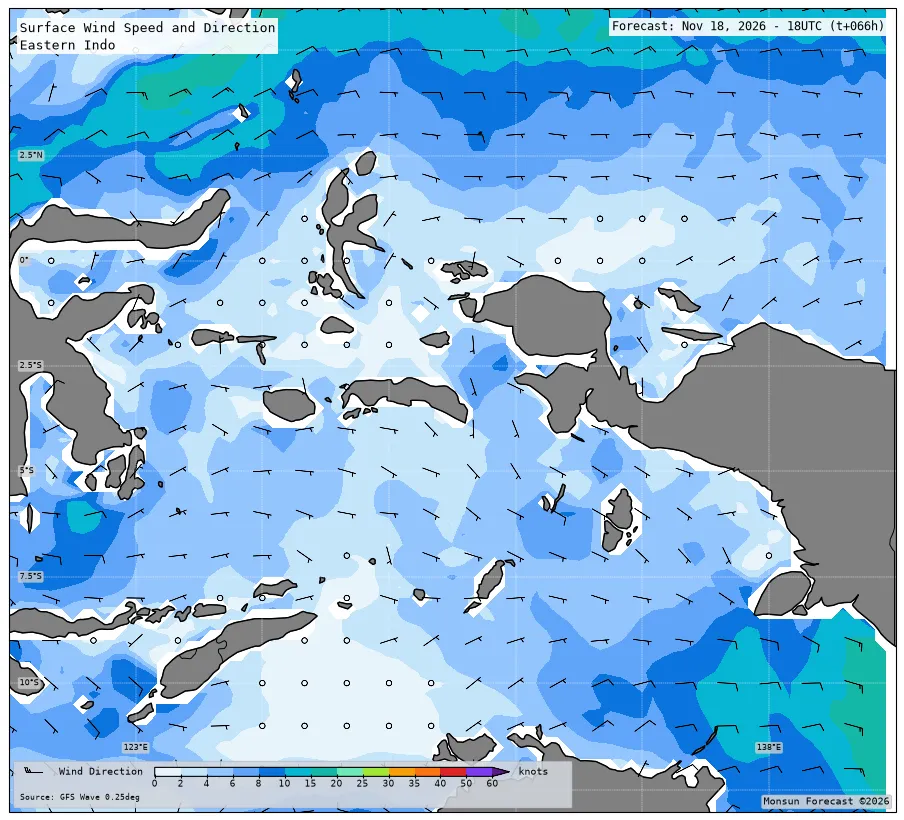 Surface Wind Speed and Direction
Eastern Indo
Forecast: Nov 18, 2026 - 18UTC (t+066h)
2.5°N
0°
2.5°S
5°S
7.5°S
10°S
123°E
138°E
Wind Direction
knots
0 2 4 6 8 10 15 20 25 30 35 40 50 60
Source: GFS Wave 0.25deg
Monsun Forecast ©2026